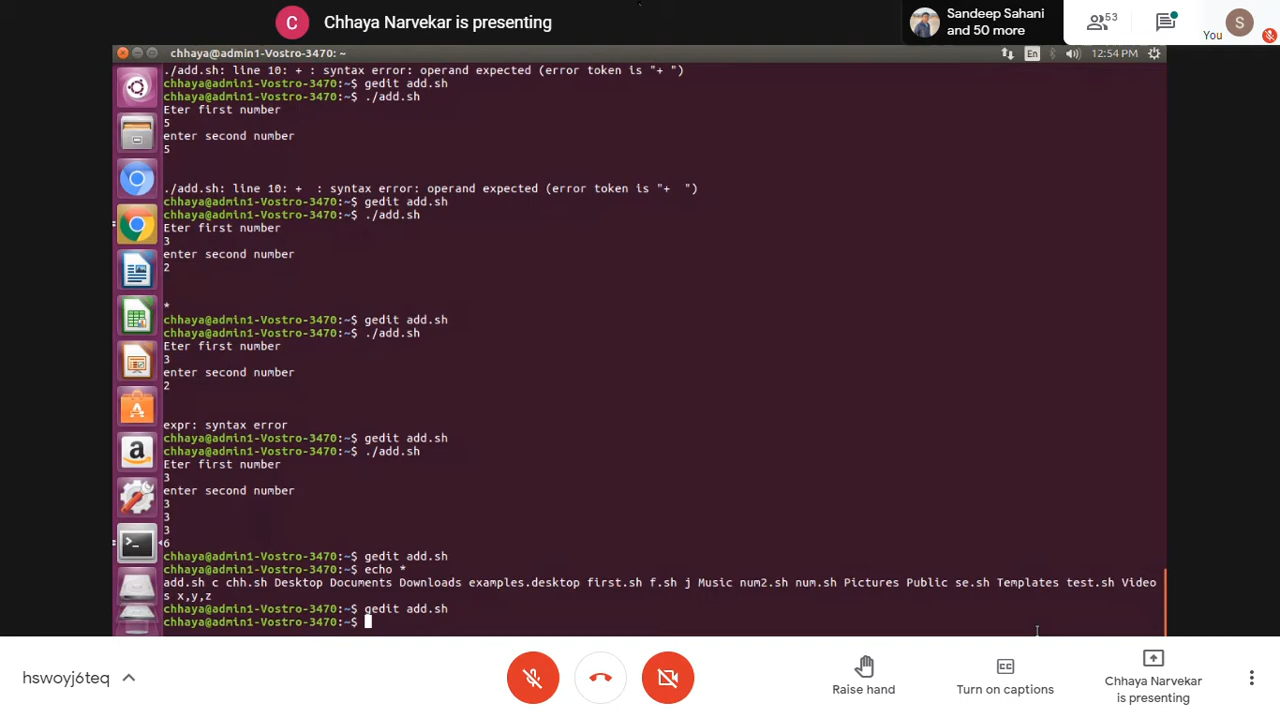 C Chhaya Narvekar is presenting
Sandeep Sahani
and 50 more
53
You
S
chhaya@admin1-Vostro-3470: ~
En
12:54 PM
./add.sh: line 10: + : syntax error: operand expected (error token is "+ ")
chhaya@admin1-Vostro-3470:~$ gedit add.sh
chhaya@admin1-Vostro-3470:~$ ./add.sh
Eter first number
5
enter second number
5
./add.sh: line 10: +  : syntax error: operand expected (error token is "+  ")
chhaya@admin1-Vostro-3470:~$ gedit add.sh
chhaya@admin1-Vostro-3470:~$ ./add.sh
Eter first number
3
enter second number
2
*
chhaya@admin1-Vostro-3470:~$ gedit add.sh
chhaya@admin1-Vostro-3470:~$ ./add.sh
Eter first number
3
enter second number
2
expr: syntax error
chhaya@admin1-Vostro-3470:~$ gedit add.sh
chhaya@admin1-Vostro-3470:~$ ./add.sh
Eter first number
3
enter second number
3
3
3
6
chhaya@admin1-Vostro-3470:~$ gedit add.sh
chhaya@admin1-Vostro-3470:~$ echo *
add.sh c chh.sh Desktop Documents Downloads examples.desktop first.sh f.sh j Music num2.sh num.sh Pictures Public se.sh Templates test.sh Video
s x,y,z
chhaya@admin1-Vostro-3470:~$ gedit add.sh
chhaya@admin1-Vostro-3470:~$
hswoyj6teq
Raise hand
Turn on captions
Chhaya Narvekar
is presenting